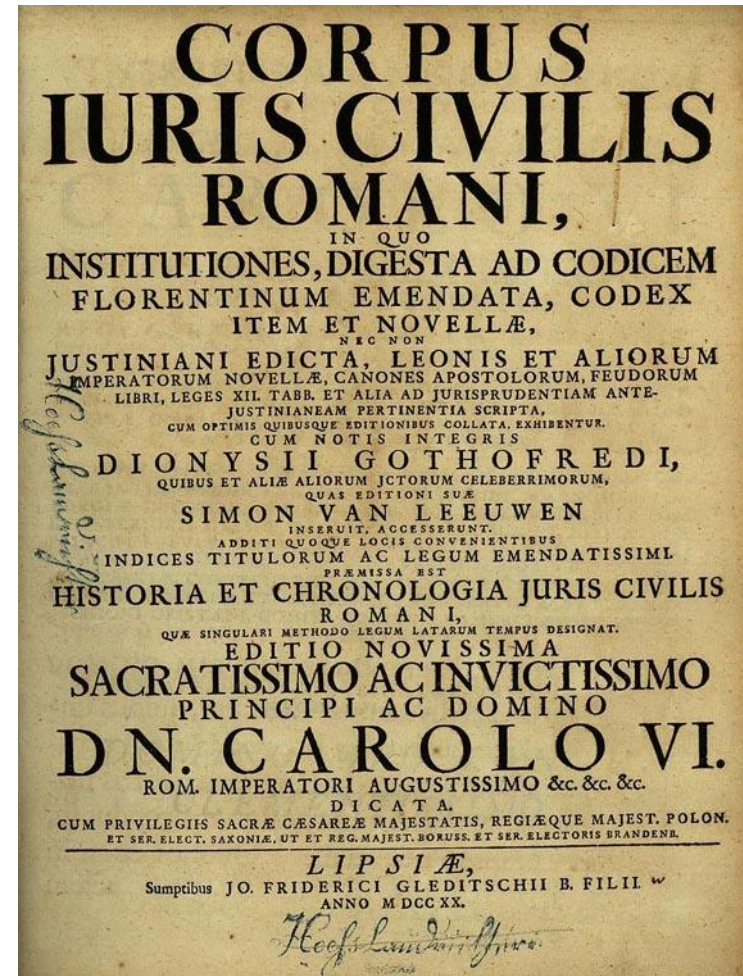 CORPUS
IURIS CIVILIS
ROMANI,
IN QUO
INSTITUTIONES, DIGESTA AD CODICEM
FLORENTINUM EMENDATA, CODEX
ITEM ET NOVELLÆ,
NEC NON
JUSTINIANI EDICTA, LEONIS ET ALIORUM
IMPERATORUM NOVELLÆ, CANONES APOSTOLORUM, FEUDORUM
LIBRI, LEGES XII. TABB. ET ALIA AD JURISPRUDENTIAM ANTE-
JUSTINIANEAM PERTINENTIA SCRIPTA,
CUM OPTIMIS QUIBUSQUE EDITIONIBUS COLLATA, EXHIBENTUR.
CUM NOTIS INTEGRIS
DIONYSII GOTHOFREDI,
QUIBUS ET ALIÆ ALIORUM JCTORUM CELEBERRIMORUM,
QUAS EDITIONI SUÆ
SIMON VAN LEEUWEN
INSERUIT, ACCESSERUNT.
ADDITI QUOQUE LOCIS CONVENIENTIBUS
INDICES TITULORUM AC LEGUM EMENDATISSIMI.
PRÆMISSA EST
HISTORIA ET CHRONOLOGIA JURIS CIVILIS
ROMANI,
QUÆ SINGULARI METHODO LEGUM LATARUM TEMPUS DESIGNAT.
EDITIO NOVISSIMA
SACRATISSIMO AC INVICTISSIMO
PRINCIPI AC DOMINO
DN. CAROLO VI.
ROM. IMPERATORI AUGUSTISSIMO &c. &c. &c.
DICATA.
CUM PRIVILEGIIS SACRÆ CÆSAREÆ MAJESTATIS, REGIÆQUE MAJEST. POLON.
ET SER. ELECT. SAXONIÆ, UT ET REG. MAJEST. BORUSS. ET SER. ELECTORIS BRANDENB.
LIPSIÆ,
Sumptibus JO. FRIDERICI GLEDITSCHII B. FILII.
ANNO M DCC XX.